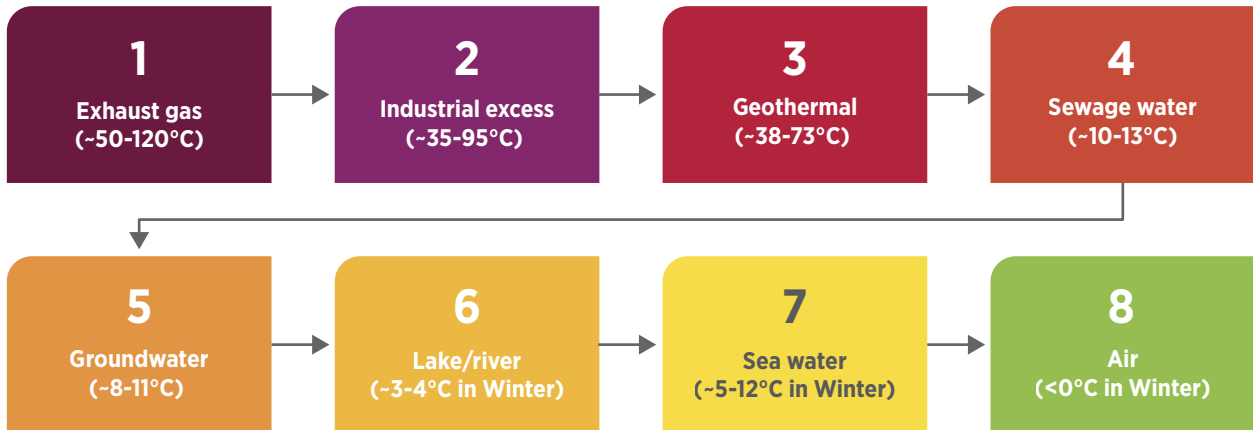 1
Exhaust gas
(~50-120°C)
2
Industrial excess
(~35-95°C)
3
Geothermal
(~38-73°C)
4
Sewage water
(~10-13°C)
5
Groundwater
(~8-11°C)
6
Lake/river
(~3-4°C in Winter)
7
Sea water
(~5-12°C in Winter)
8
Air
(<0°C in Winter)